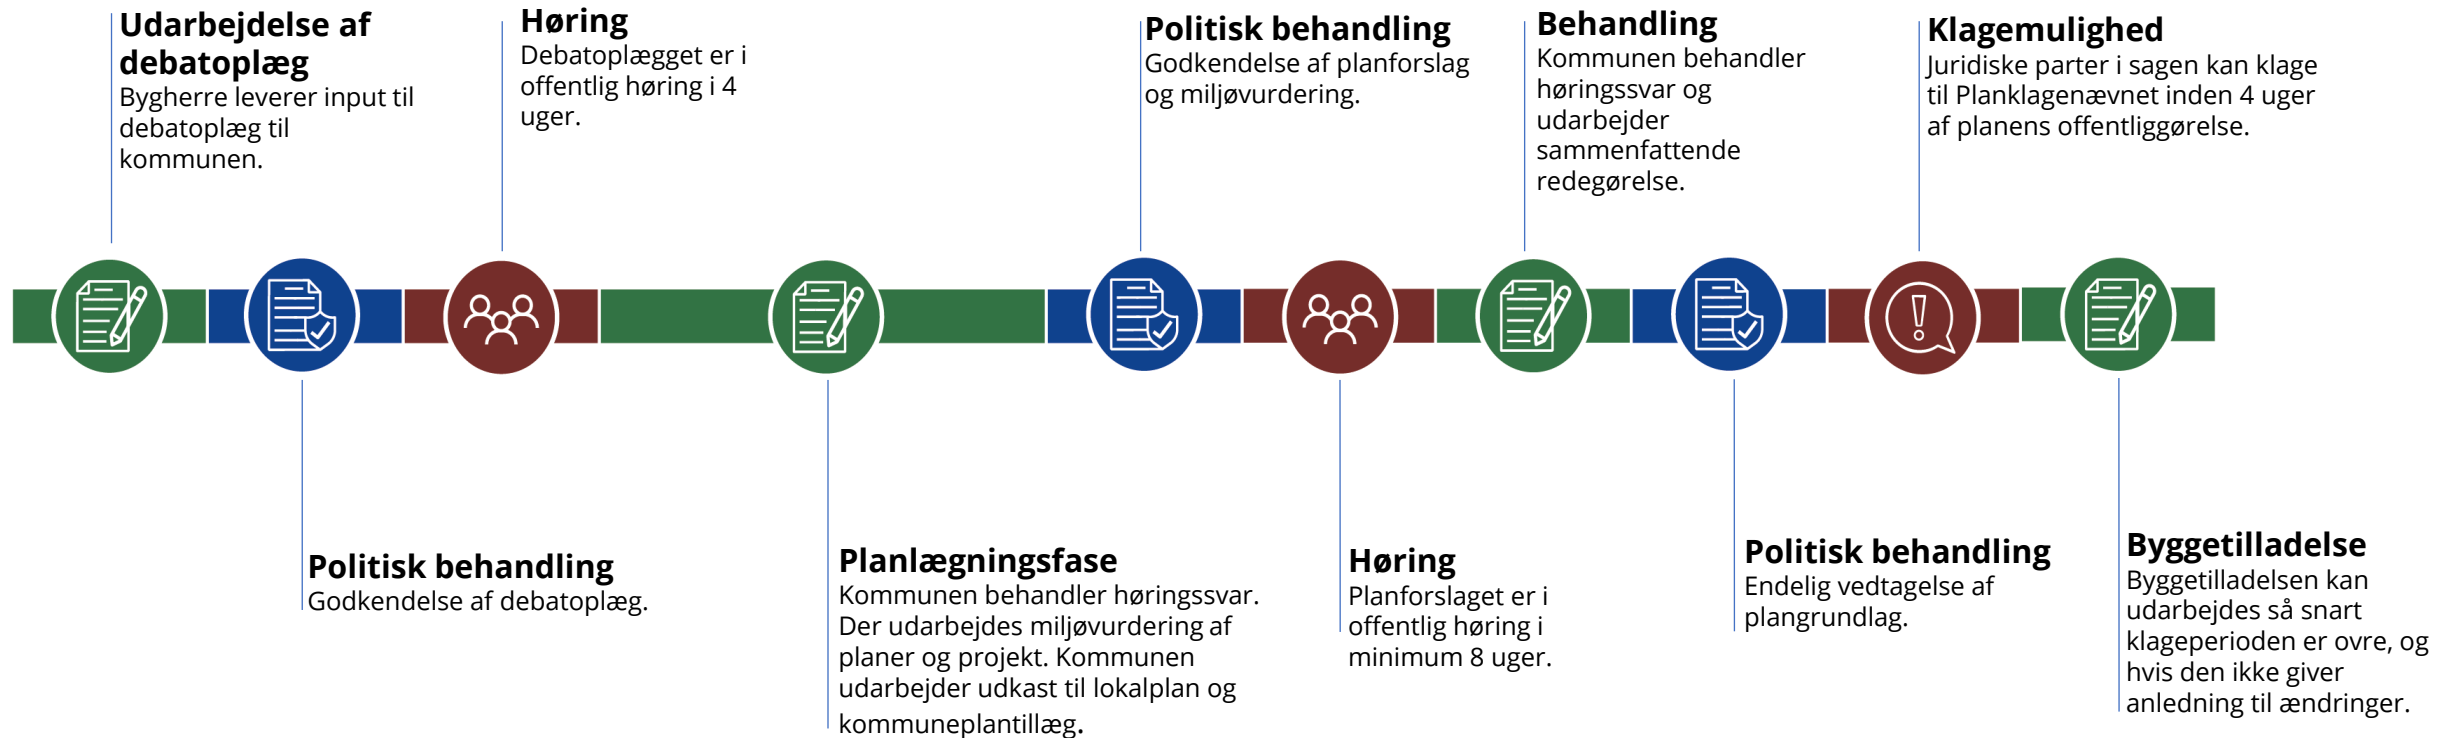 Udarbejdelse af
debatoplæg
Bygherre leverer input til
debatoplæg til
kommunen.
Politisk behandling
Godkendelse af debatoplæg.
Høring
Debatoplægget er i
offentlig høring i 4
uger.
Planlægningsfase
Kommunen behandler høringssvar.
Der udarbejdes miljøvurdering af
planer og projekt. Kommunen
udarbejder udkast til lokalplan og
kommuneplantillæg.
Politisk behandling
Godkendelse af planforslag
og miljøvurdering.
Høring
Planforslaget er i
offentlig høring i
minimum 8 uger.
Behandling
Kommunen behandler
høringssvar og
udarbejder
sammenfattende
redegørelse.
Politisk behandling
Endelig vedtagelse af
plangrundlag.
Klagemulighed
Juridiske parter i sagen kan klage
til Planklagenævnet inden 4 uger
af planens offentliggørelse.
Byggetilladelse
Byggetilladelsen kan
udarbejdes så snart
klageperioden er ovre, og
hvis den ikke giver
anledning til ændringer.